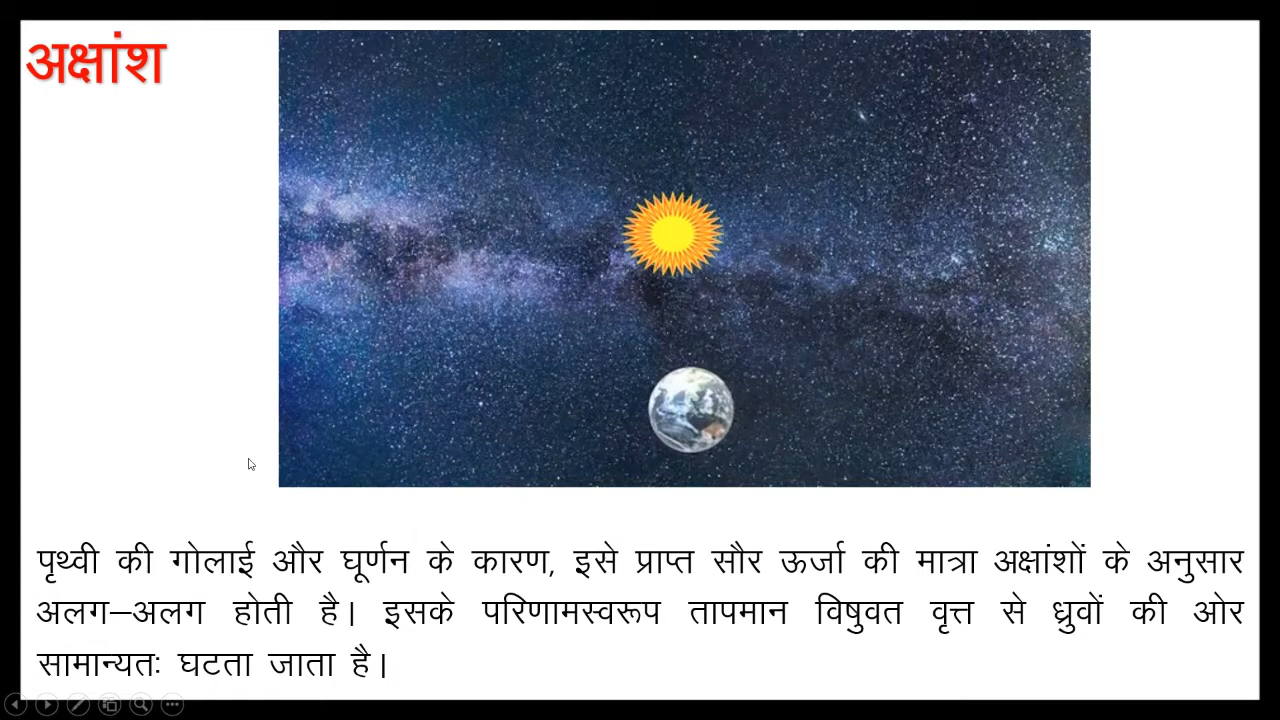 अक्षांश
पृथ्वी की गोलाई और घूर्णन के कारण, इसे प्राप्त सौर ऊर्जा की मात्रा अक्षांशों के अनुसार
अलग–अलग होती है। इसके परिणामस्वरूप तापमान विषुवत वृत्त से ध्रुवों की ओर
सामान्यतः घटता जाता है।